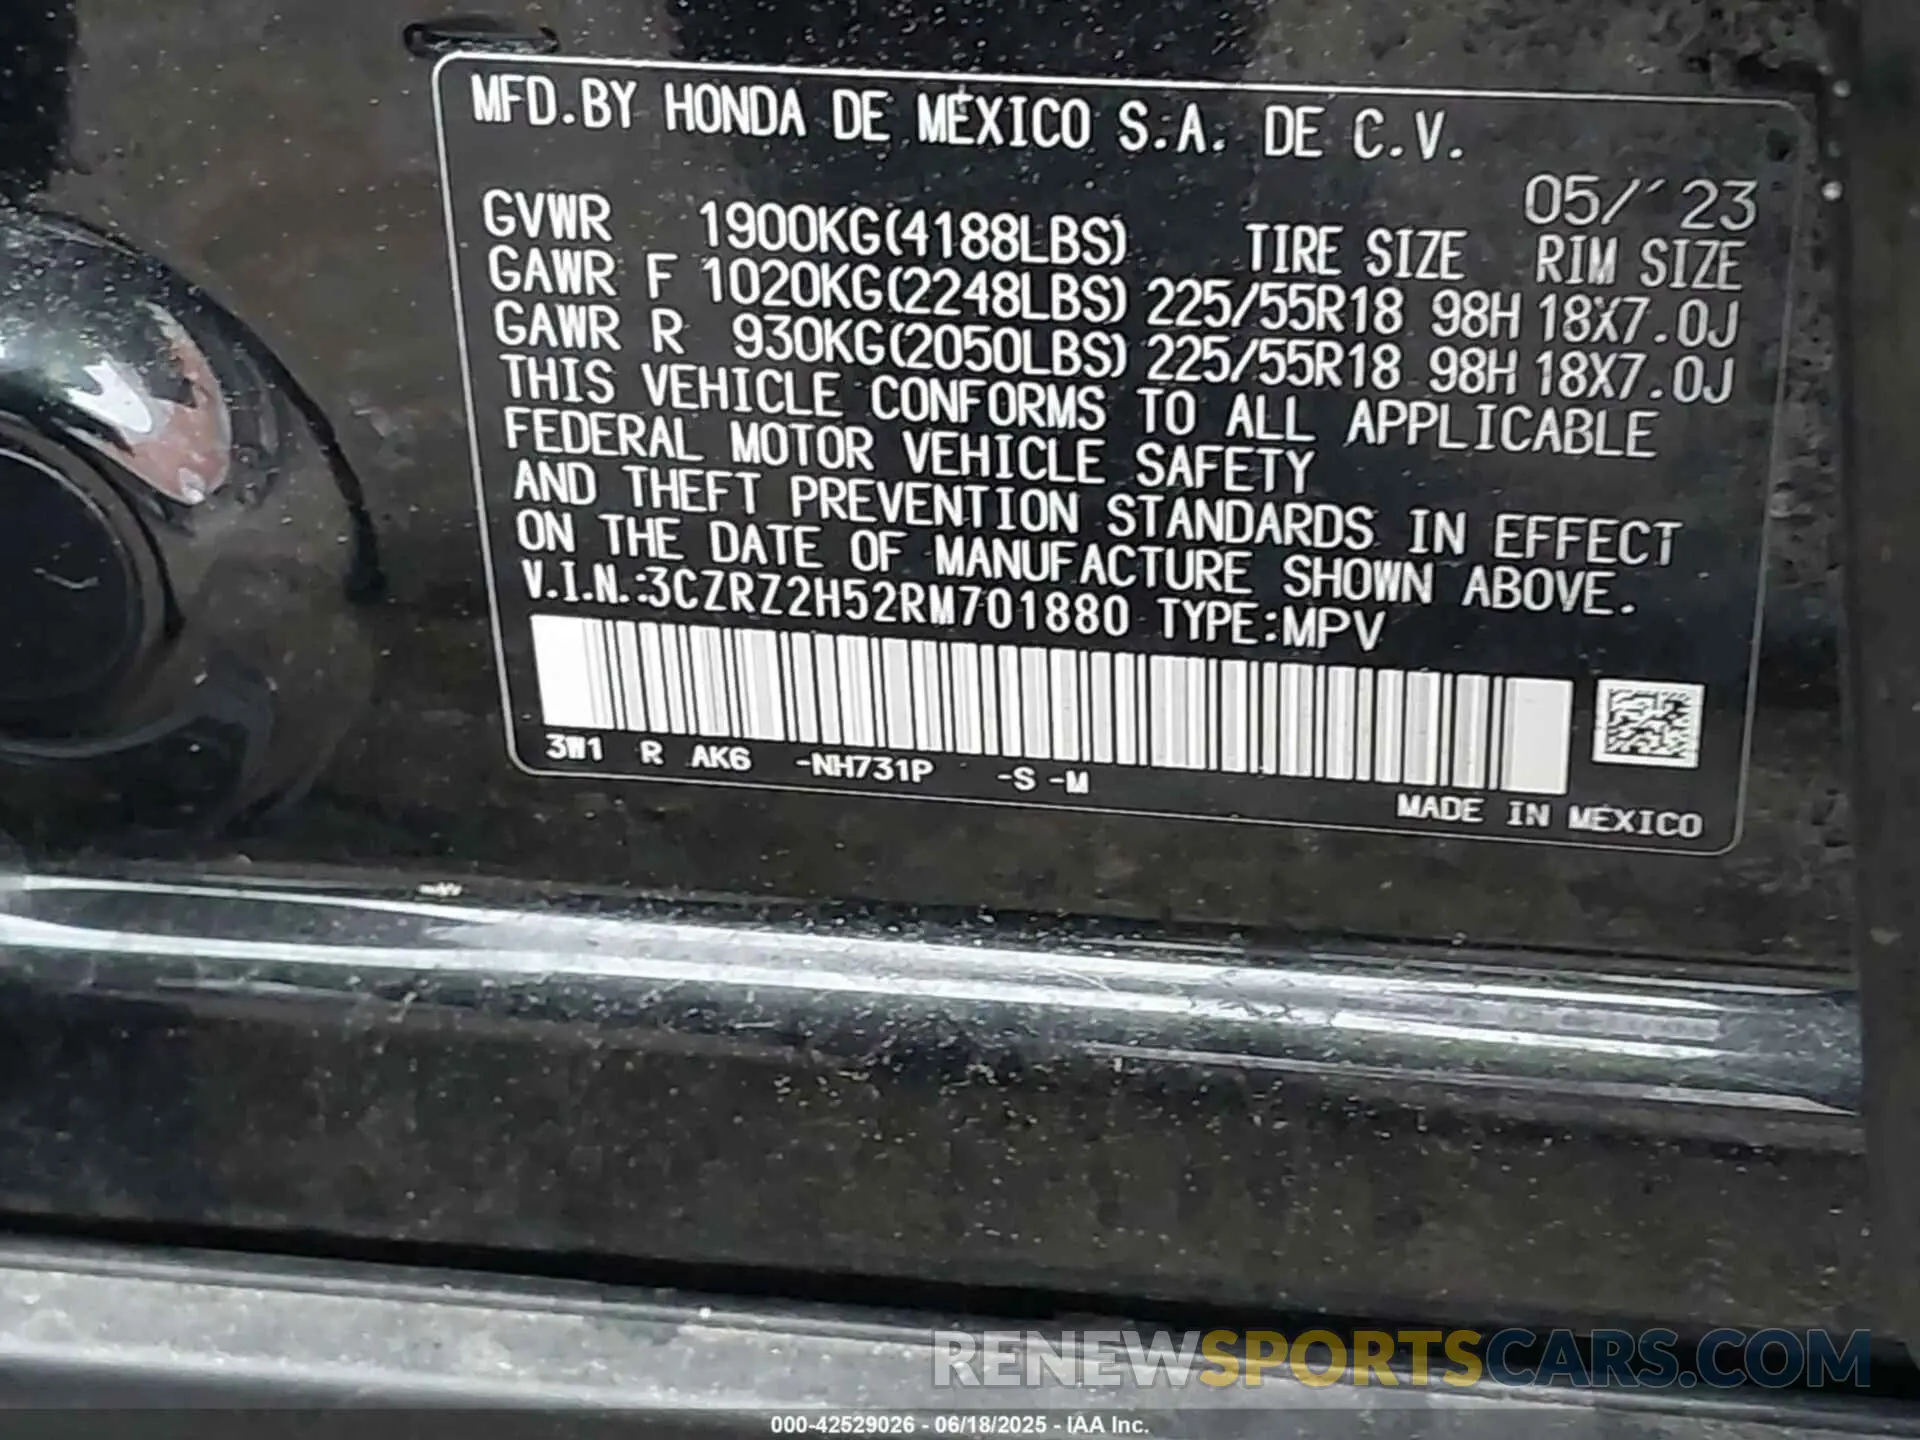 MFD.BY HONDA DE MÉXICO S.A. DE C.V.
05/´23
GVWR 1900KG(4188LBS) TIRE SIZE RIM SIZE
GAWR F 1020KG(2248LBS) 225/55R18 98H 18X7.0J
GAWR R 930KG(2050LBS) 225/55R18 98H 18X7.0J
THIS VEHICLE CONFORMS TO ALL APPLICABLE
FEDERAL MOTOR VEHICLE SAFETY
AND THEFT PREVENTION STANDARDS IN EFFECT
ON THE DATE OF MANUFACTURE SHOWN ABOVE.
V.I.N.:3CZRZ2H52RM701880 TYPE:MPV
3W1 R AK6 -NH731P -S -M
MADE IN MÉXICO
RENEWSPORTSCARS.COM
000-42529026 - 06/18/2025 - IAA Inc.